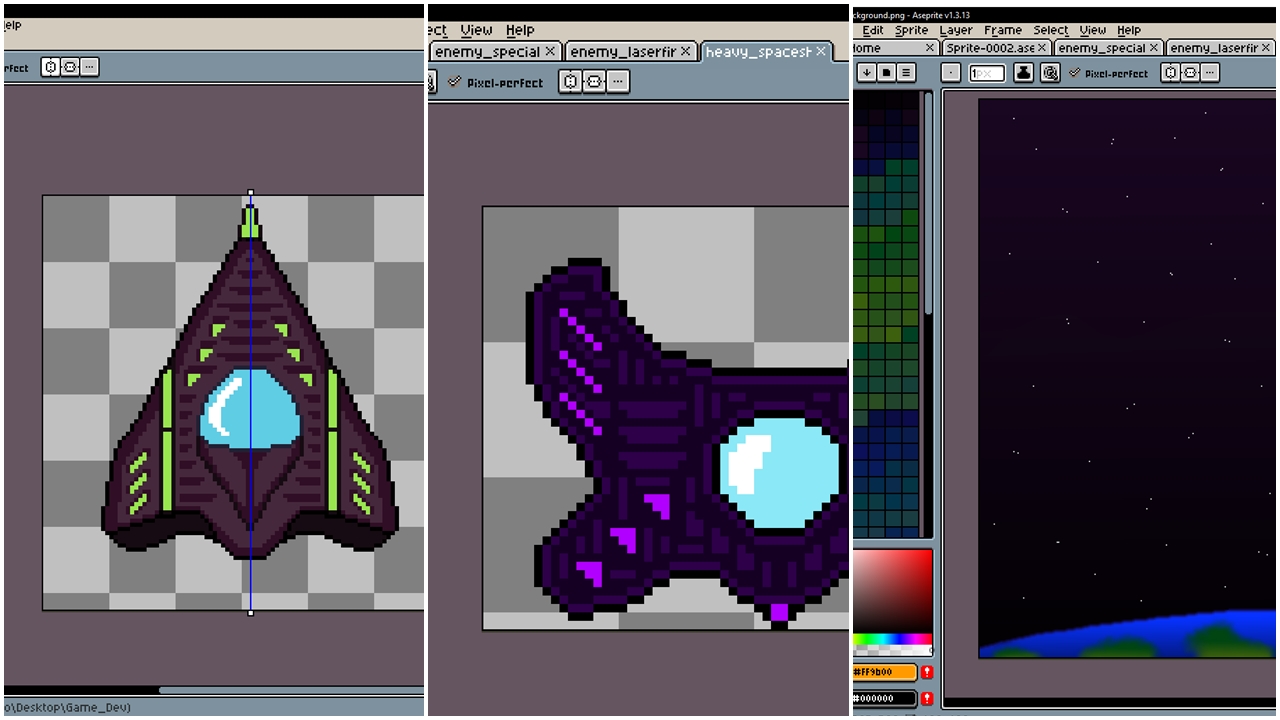 elp
rfect
o\Desktop\Game_Dev)
ect View Help
enemy_special enemy_laserfir heavy_spacesh
Pixel-perfect
ckground.png - Aseprite v1.3.13
Edit Sprite Layer Frame Select View Help
ome Sprite-0002.ase enemy_special enemy_laserfir
1px Pixel-perfect
#FF9b00
#000000